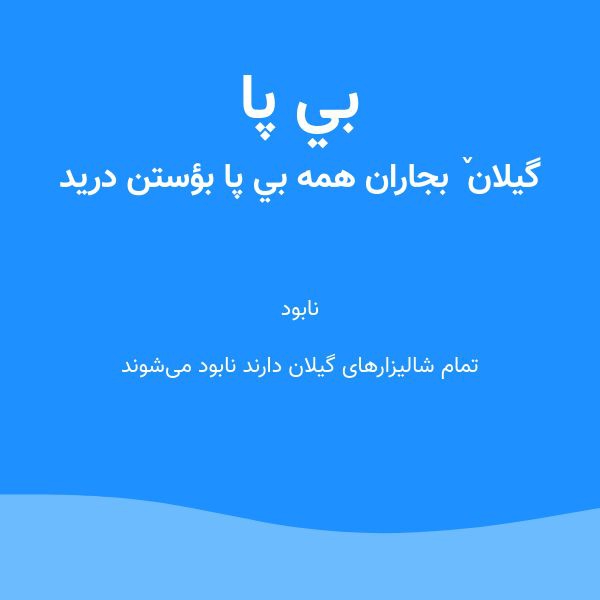 بي پا
گیلانˇ بجاران همه بي پا بؤستن درید
نابود
تمام شالیزارهای گیلان دارند نابود می‌شوند